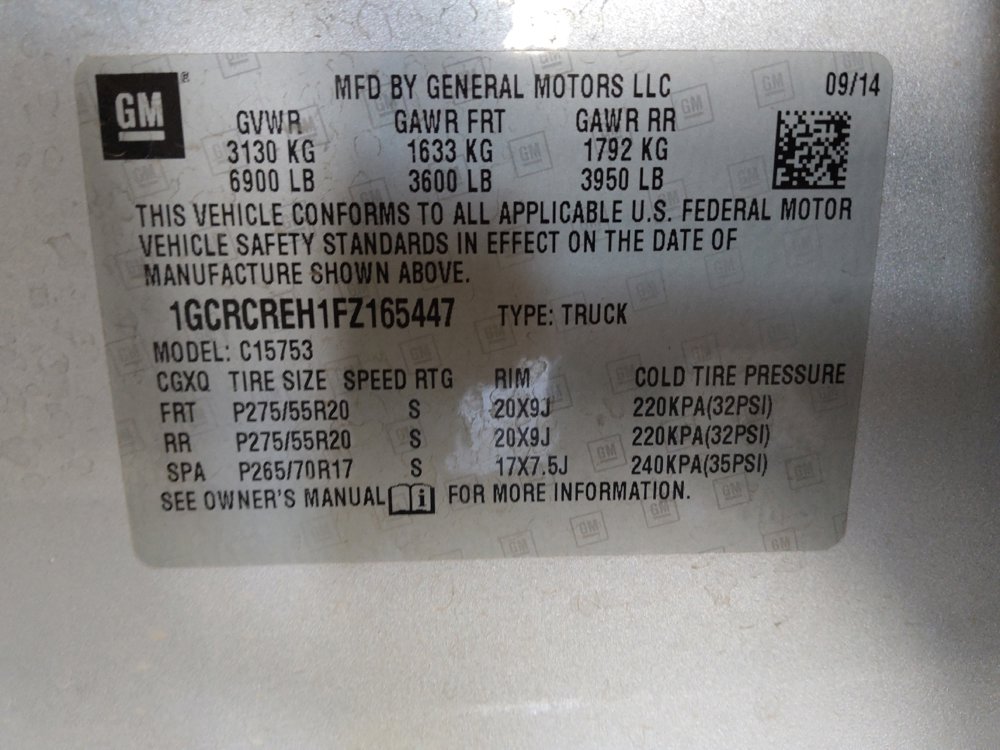 GM ®
MFD BY GENERAL MOTORS LLC 09/14
GVWR GAWR FRT GAWR RR
3130 KG 1633 KG 1792 KG
6900 LB 3600 LB 3950 LB
THIS VEHICLE CONFORMS TO ALL APPLICABLE U.S. FEDERAL MOTOR
VEHICLE SAFETY STANDARDS IN EFFECT ON THE DATE OF
MANUFACTURE SHOWN ABOVE.
1GCRCREH1FZ165447 TYPE: TRUCK
MODEL: C15753
CGXQ TIRE SIZE SPEED RTG RIM COLD TIRE PRESSURE
FRT P275/55R20 S 20X9J 220KPA(32PSI)
RR P275/55R20 S 20X9J 220KPA(32PSI)
SPA P265/70R17 S 17X7.5J 240KPA(35PSI)
SEE OWNER'S MANUAL i FOR MORE INFORMATION.